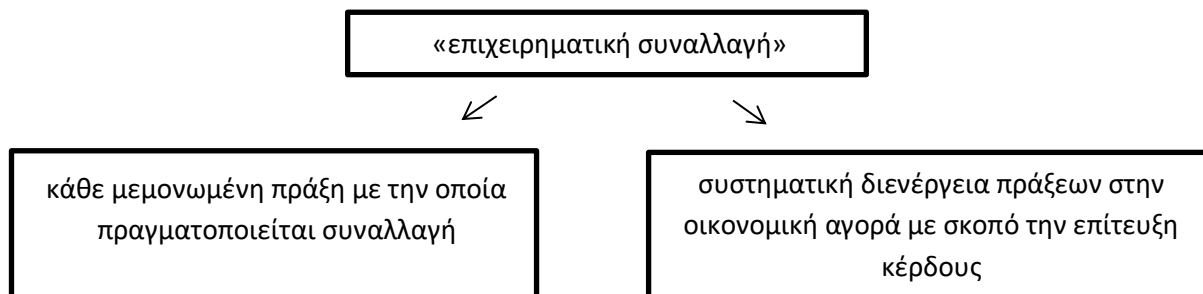 «επιχειρηματική συναλλαγή»
κάθε μεμονωμένη πράξη με την οποία
πραγματοποιείται συναλλαγή
συστηματική διενέργεια πράξεων στην
οικονομική αγορά με σκοπό την επίτευξη
κέρδους